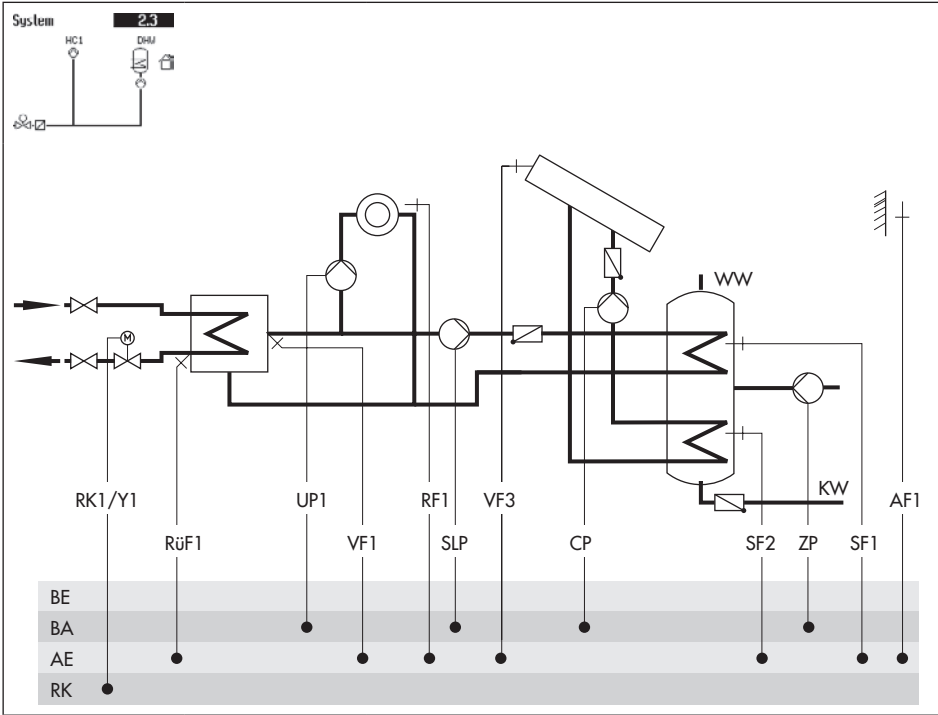 System 2.3
HC1 DHW
WW
M
KW
RK1/Y1 UP1 RF1 VF3 AF1
RüF1 VF1 SLP CP SF2 ZP SF1
BE
BA
AE
RK